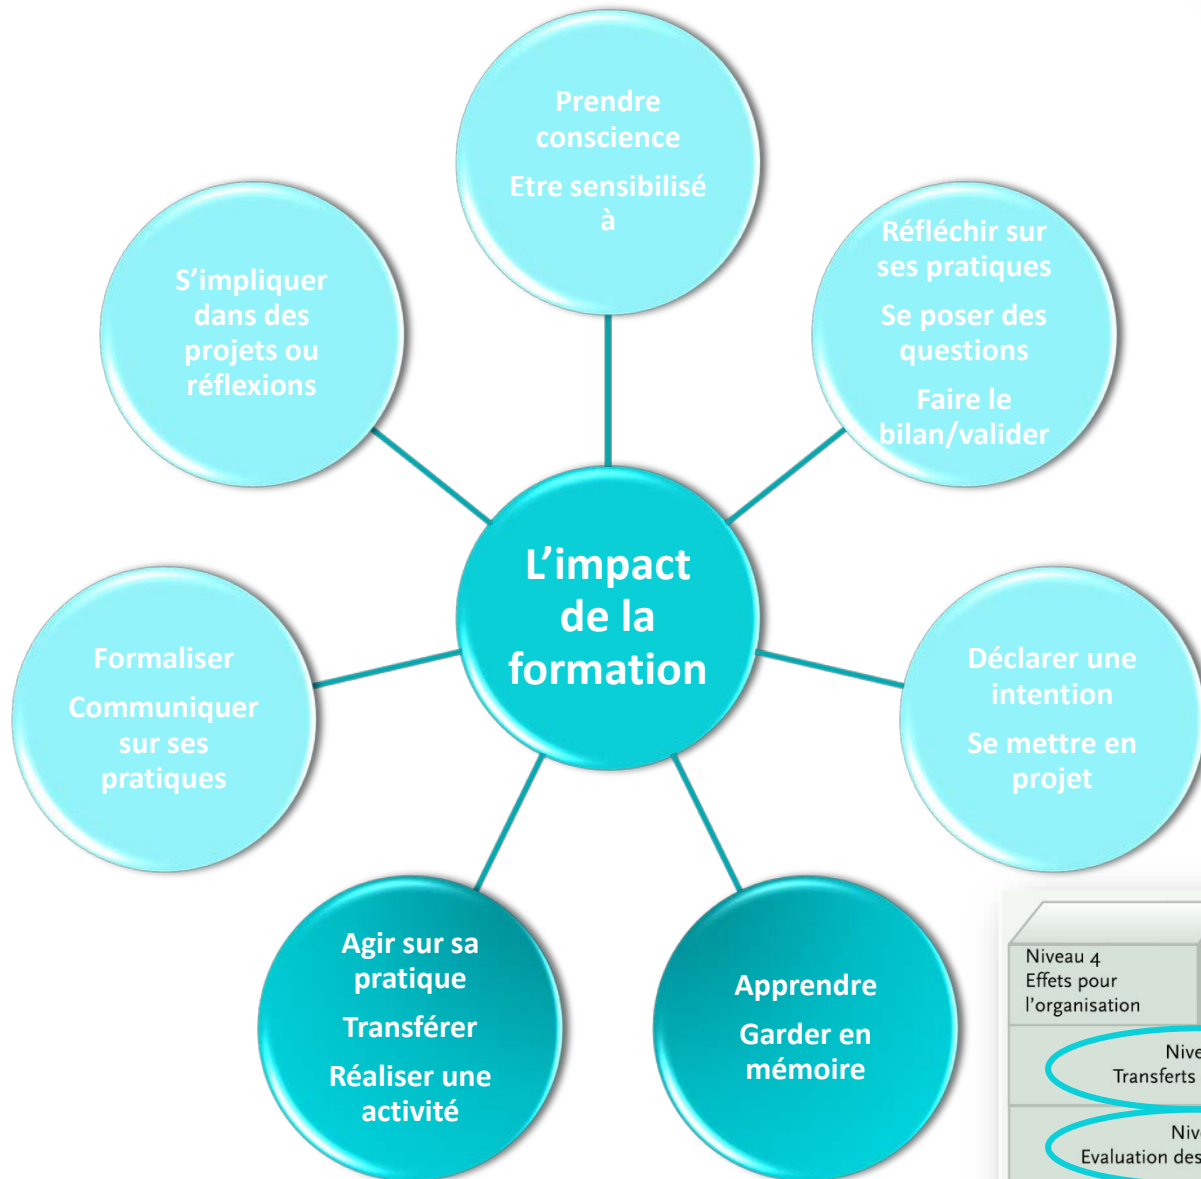 Prendre
conscience
Etre sensibilisé
à
Réfléchir sur
ses pratiques
Se poser des
questions
Faire le
bilan/valider
S’impliquer
dans des
projets ou
réflexions
L’impact
de la
formation
Formaliser
Communiquer
sur ses
pratiques
Déclarer une
intention
Se mettre en
projet
Agir sur sa
pratique
Transférer
Réaliser une
activité
Apprendre
Garder en
mémoire
Niveau 4
Effets pour
l’organisation
Transferts
Evaluation des